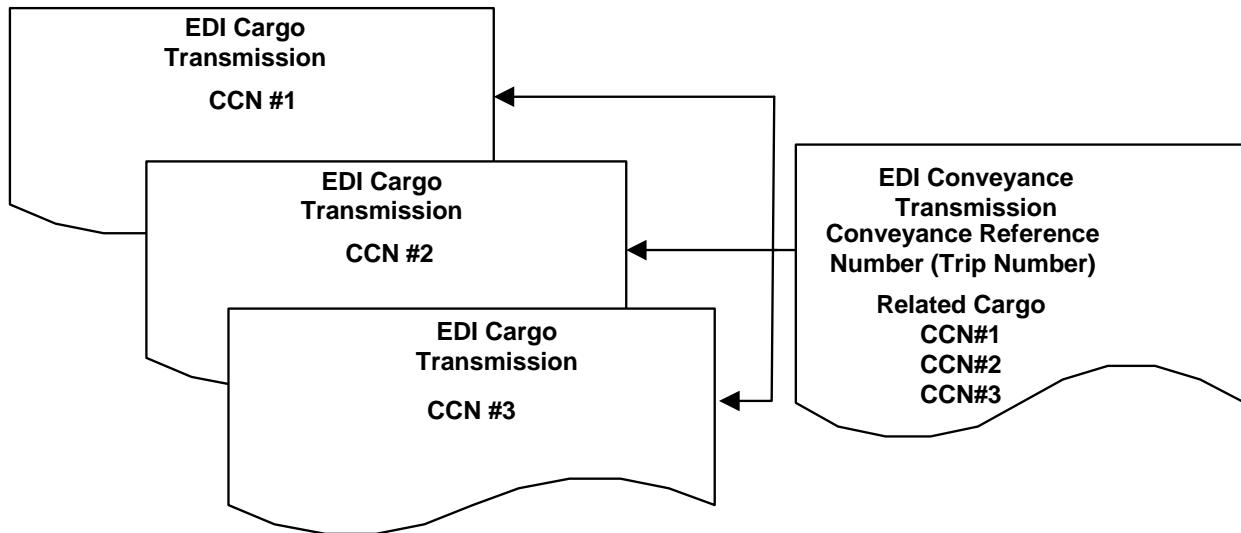 EDI Cargo
Transmission
CCN #1
EDI Cargo
Transmission
CCN #2
EDI Cargo
Transmission
CCN #3
EDI Conveyance
Transmission
Conveyance Reference
Number (Trip Number)
Related Cargo
CCN#1
CCN#2
CCN#3